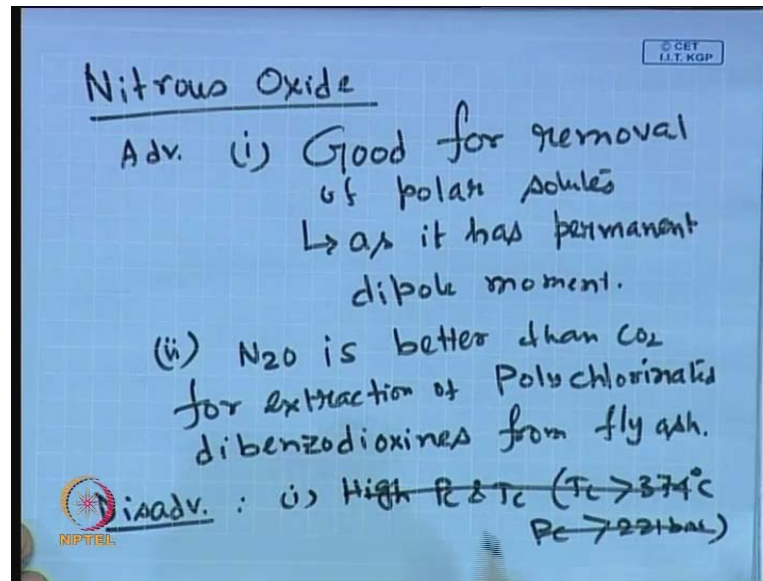 © CET
I.I.T. KGP
Nitrous Oxide
Adv. (i) Good for removal
of polar solutes
↳ as it has permanent
dipole moment.
(ii) N2O is better than CO2
for extraction of Polychlorinated
dibenzodioxines from fly ash.
Disadv. : (i) High Pc & Tc (Tc > 374°C
Pc > 221 bar)
NPTEL